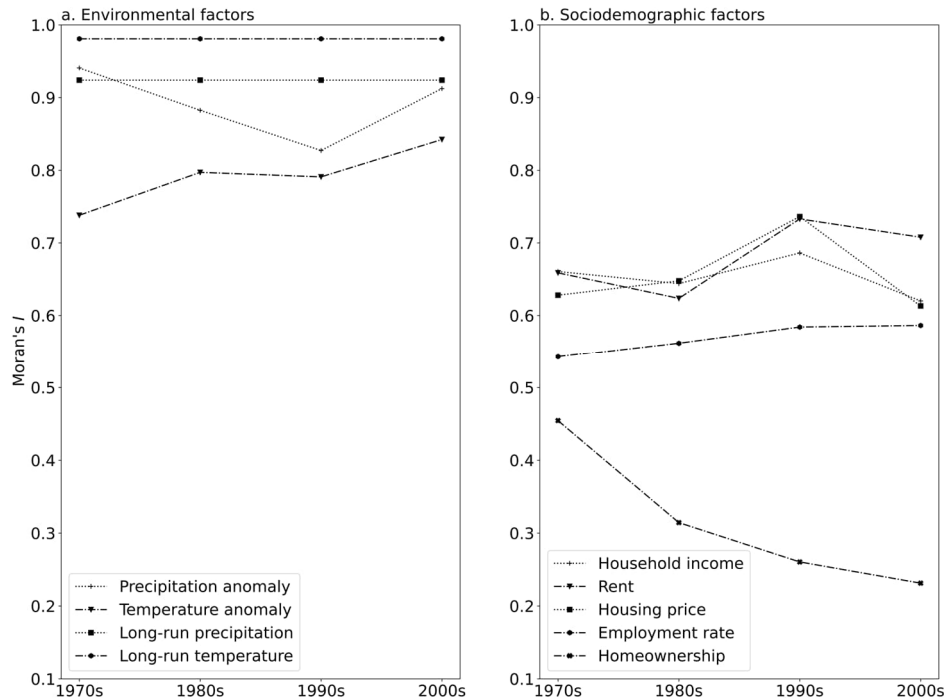 a. Environmental factors
1.0
0.9
0.8
0.7
0.6
0.5
0.4
0.3
0.2
0.1
Moran's I
Precipitation anomaly
Temperature anomaly
Long-run precipitation
Long-run temperature
1970s 1980s 1990s 2000s
b. Sociodemographic factors
1.0
0.9
0.8
0.7
0.6
0.5
0.4
0.3
0.2
0.1
Household income
Rent
Housing price
Employment rate
Homeownership
1970s 1980s 1990s 2000s